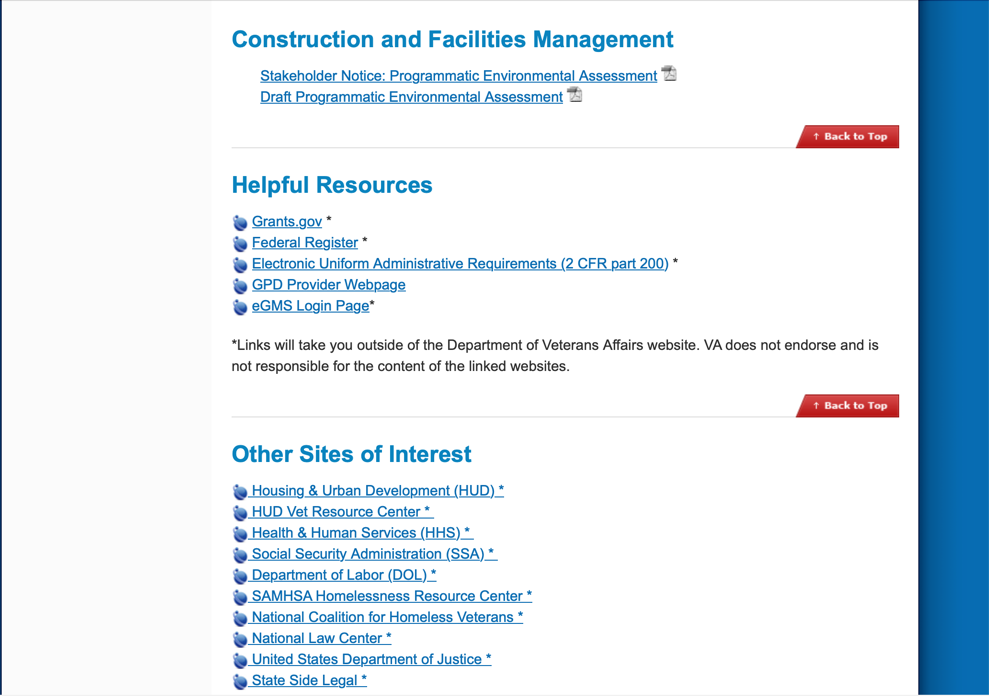 Construction and Facilities Management
Stakeholder Notice: Programmatic Environmental Assessment
Draft Programmatic Environmental Assessment
↑ Back to Top
Helpful Resources
Grants.gov *
Federal Register *
Electronic Uniform Administrative Requirements (2 CFR part 200) *
GPD Provider Webpage
eGMS Login Page*
*Links will take you outside of the Department of Veterans Affairs website. VA does not endorse and is
not responsible for the content of the linked websites.
↑ Back to Top
Other Sites of Interest
Housing & Urban Development (HUD) *
HUD Vet Resource Center *
Health & Human Services (HHS) *
Social Security Administration (SSA) *
Department of Labor (DOL) *
SAMHSA Homelessness Resource Center *
National Coalition for Homeless Veterans *
National Law Center *
United States Department of Justice *
State Side Legal *